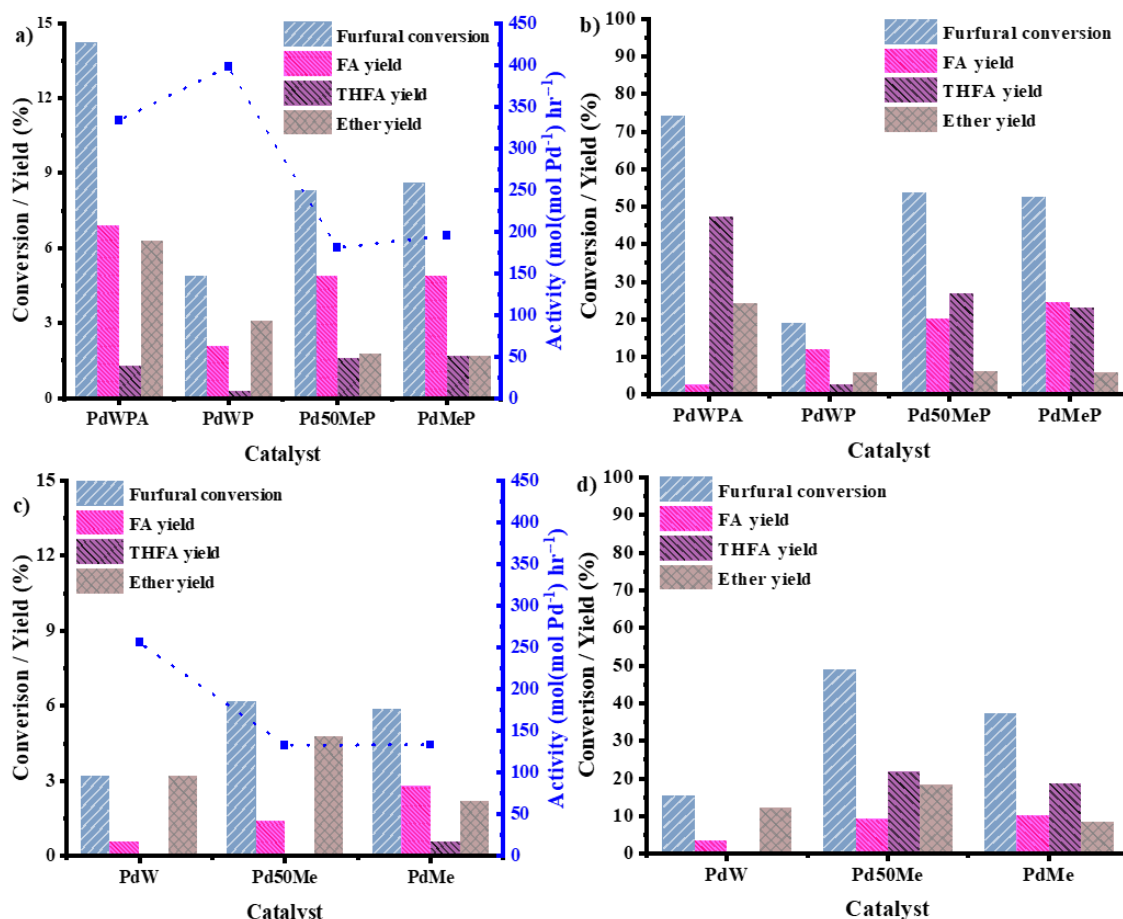 a)
Conversion / Yield (%)
15
12
9
6
3
0
Furfural conversion
FA yield
THFA yield
Ether yield
450
400
350
300
250
200
150
100
50
0
Activity (mol(mol Pd⁻¹) hr⁻¹)
PdWPA PdWP Pd50MeP PdMeP
Catalyst
b)
Conversion / Yield (%)
100
90
80
70
60
50
40
30
20
10
0
Furfural conversion
FA yield
THFA yield
Ether yield
PdWPA PdWP Pd50MeP PdMeP
Catalyst
c)
Converison / Yield (%)
15
12
9
6
3
0
Furfural conversion
FA yield
THFA yield
Ether yield
450
400
350
300
250
200
150
100
50
0
Activity (mol(mol Pd⁻¹) hr⁻¹)
PdW Pd50Me PdMe
Catalyst
d)
Converison / Yield (%)
100
90
80
70
60
50
40
30
20
10
0
Furfural conversion
FA yield
THFA yield
Ether yield
PdW Pd50Me PdMe
Catalyst